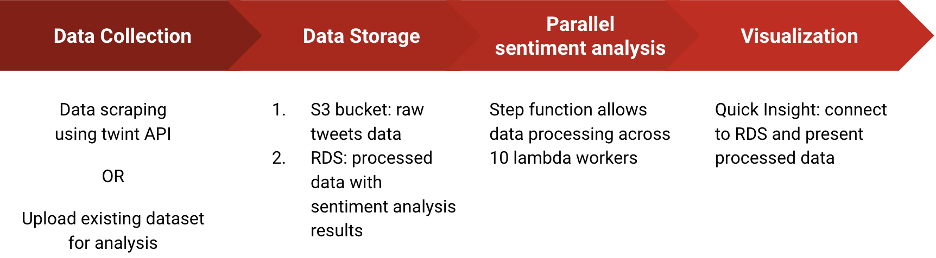 Data Collection
Data Storage
Parallel
sentiment analysis
Visualization
Data scraping
using twint API
OR
Upload existing dataset
for analysis
1. S3 bucket: raw
tweets data
2. RDS: processed
data with
sentiment analysis
results
Step function allows
data processing across
10 lambda workers
Quick Insight: connect
to RDS and present
processed data